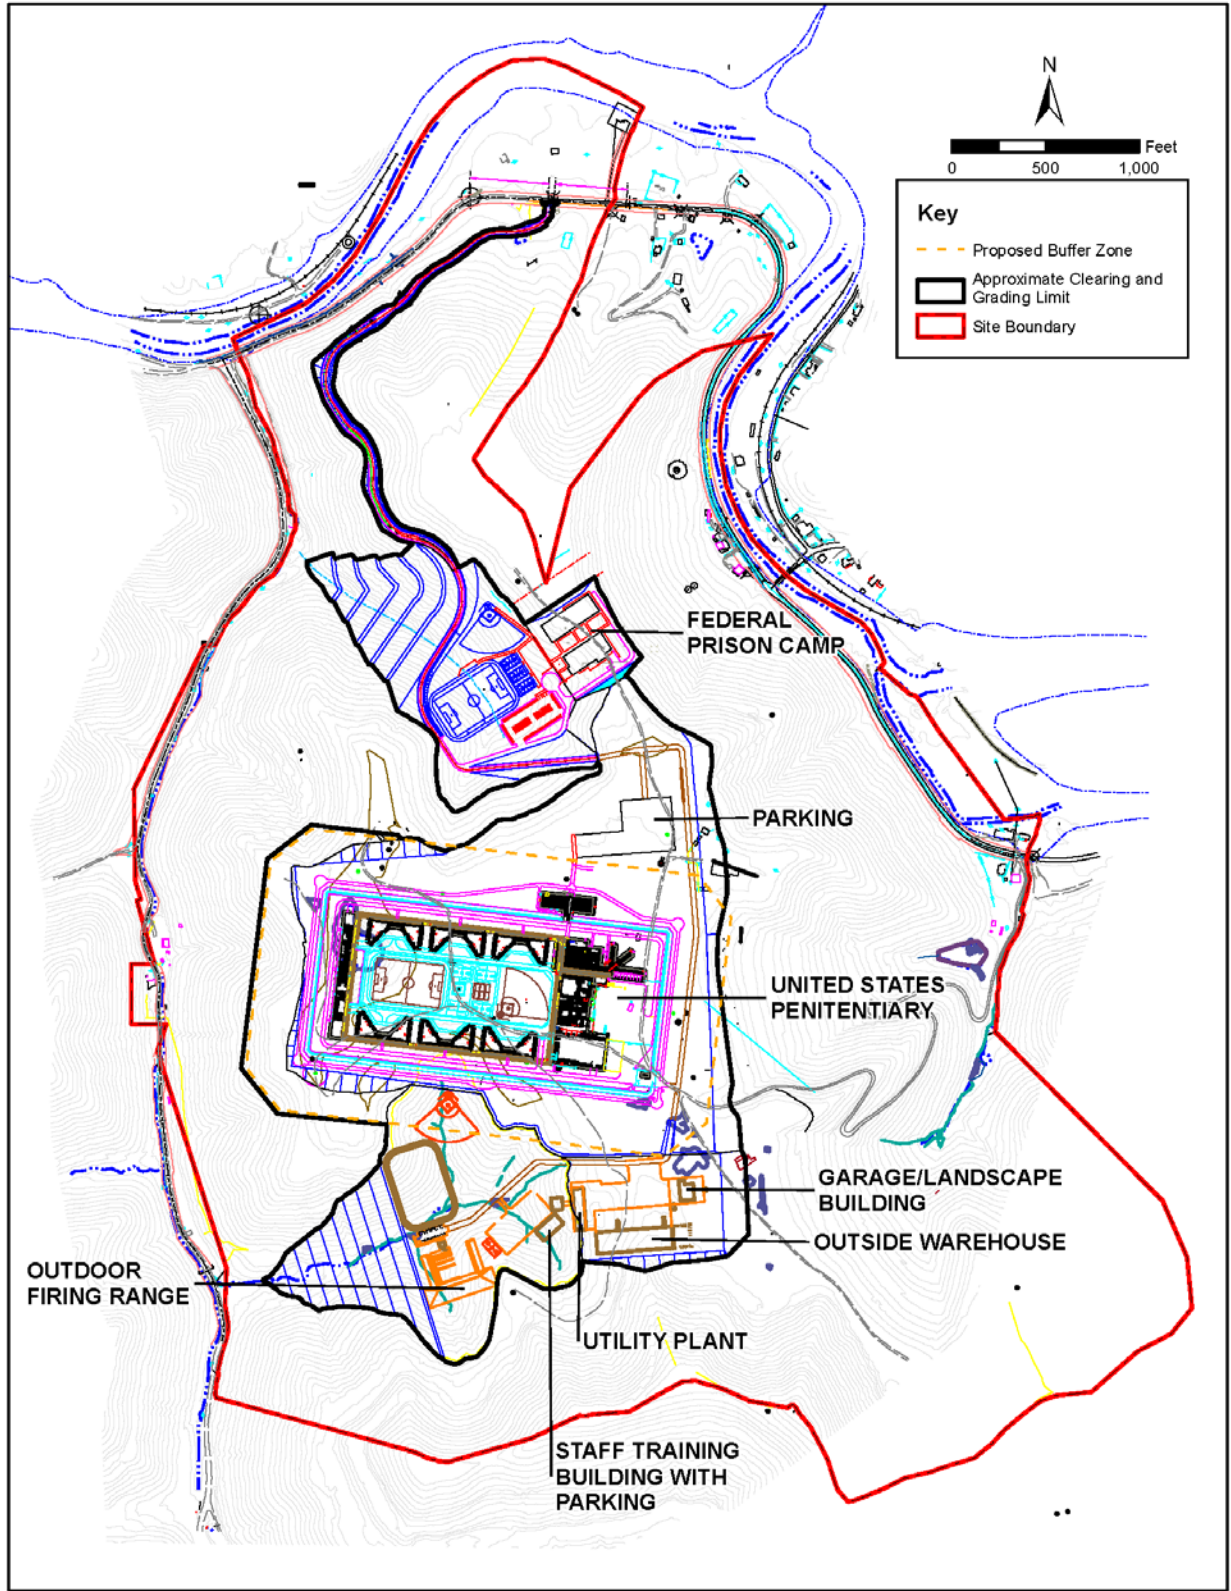 N
Feet
0 500 1,000
Key
Proposed Buffer Zone
Approximate Clearing and
Grading Limit
Site Boundary
FEDERAL
PRISON CAMP
PARKING
UNITED STATES
PENITENTIARY
GARAGE/LANDSCAPE
BUILDING
OUTSIDE WAREHOUSE
OUTDOOR
FIRING RANGE
UTILITY PLANT
STAFF TRAINING
BUILDING WITH
PARKING